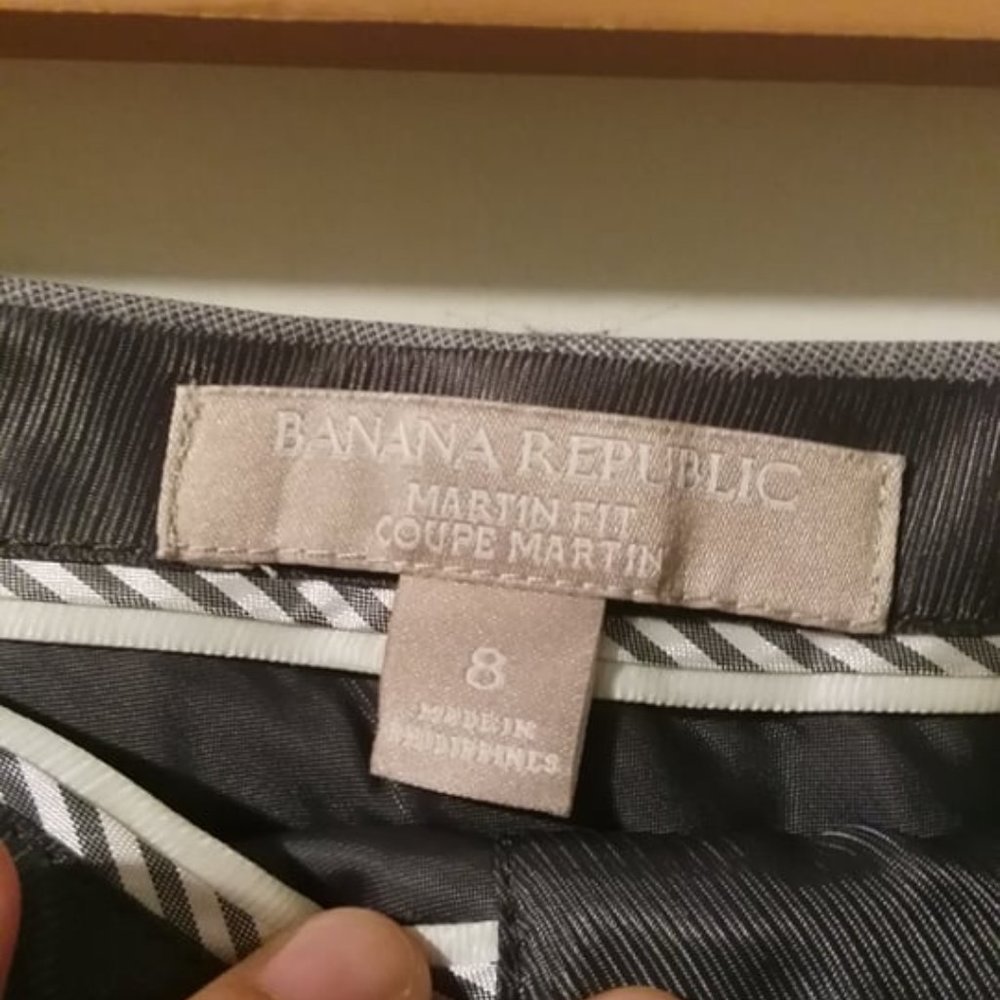 BANANA REPUBLIC
MARTIN FIT
COUPE MARTIN
8
MADE IN
PHILIPPINES